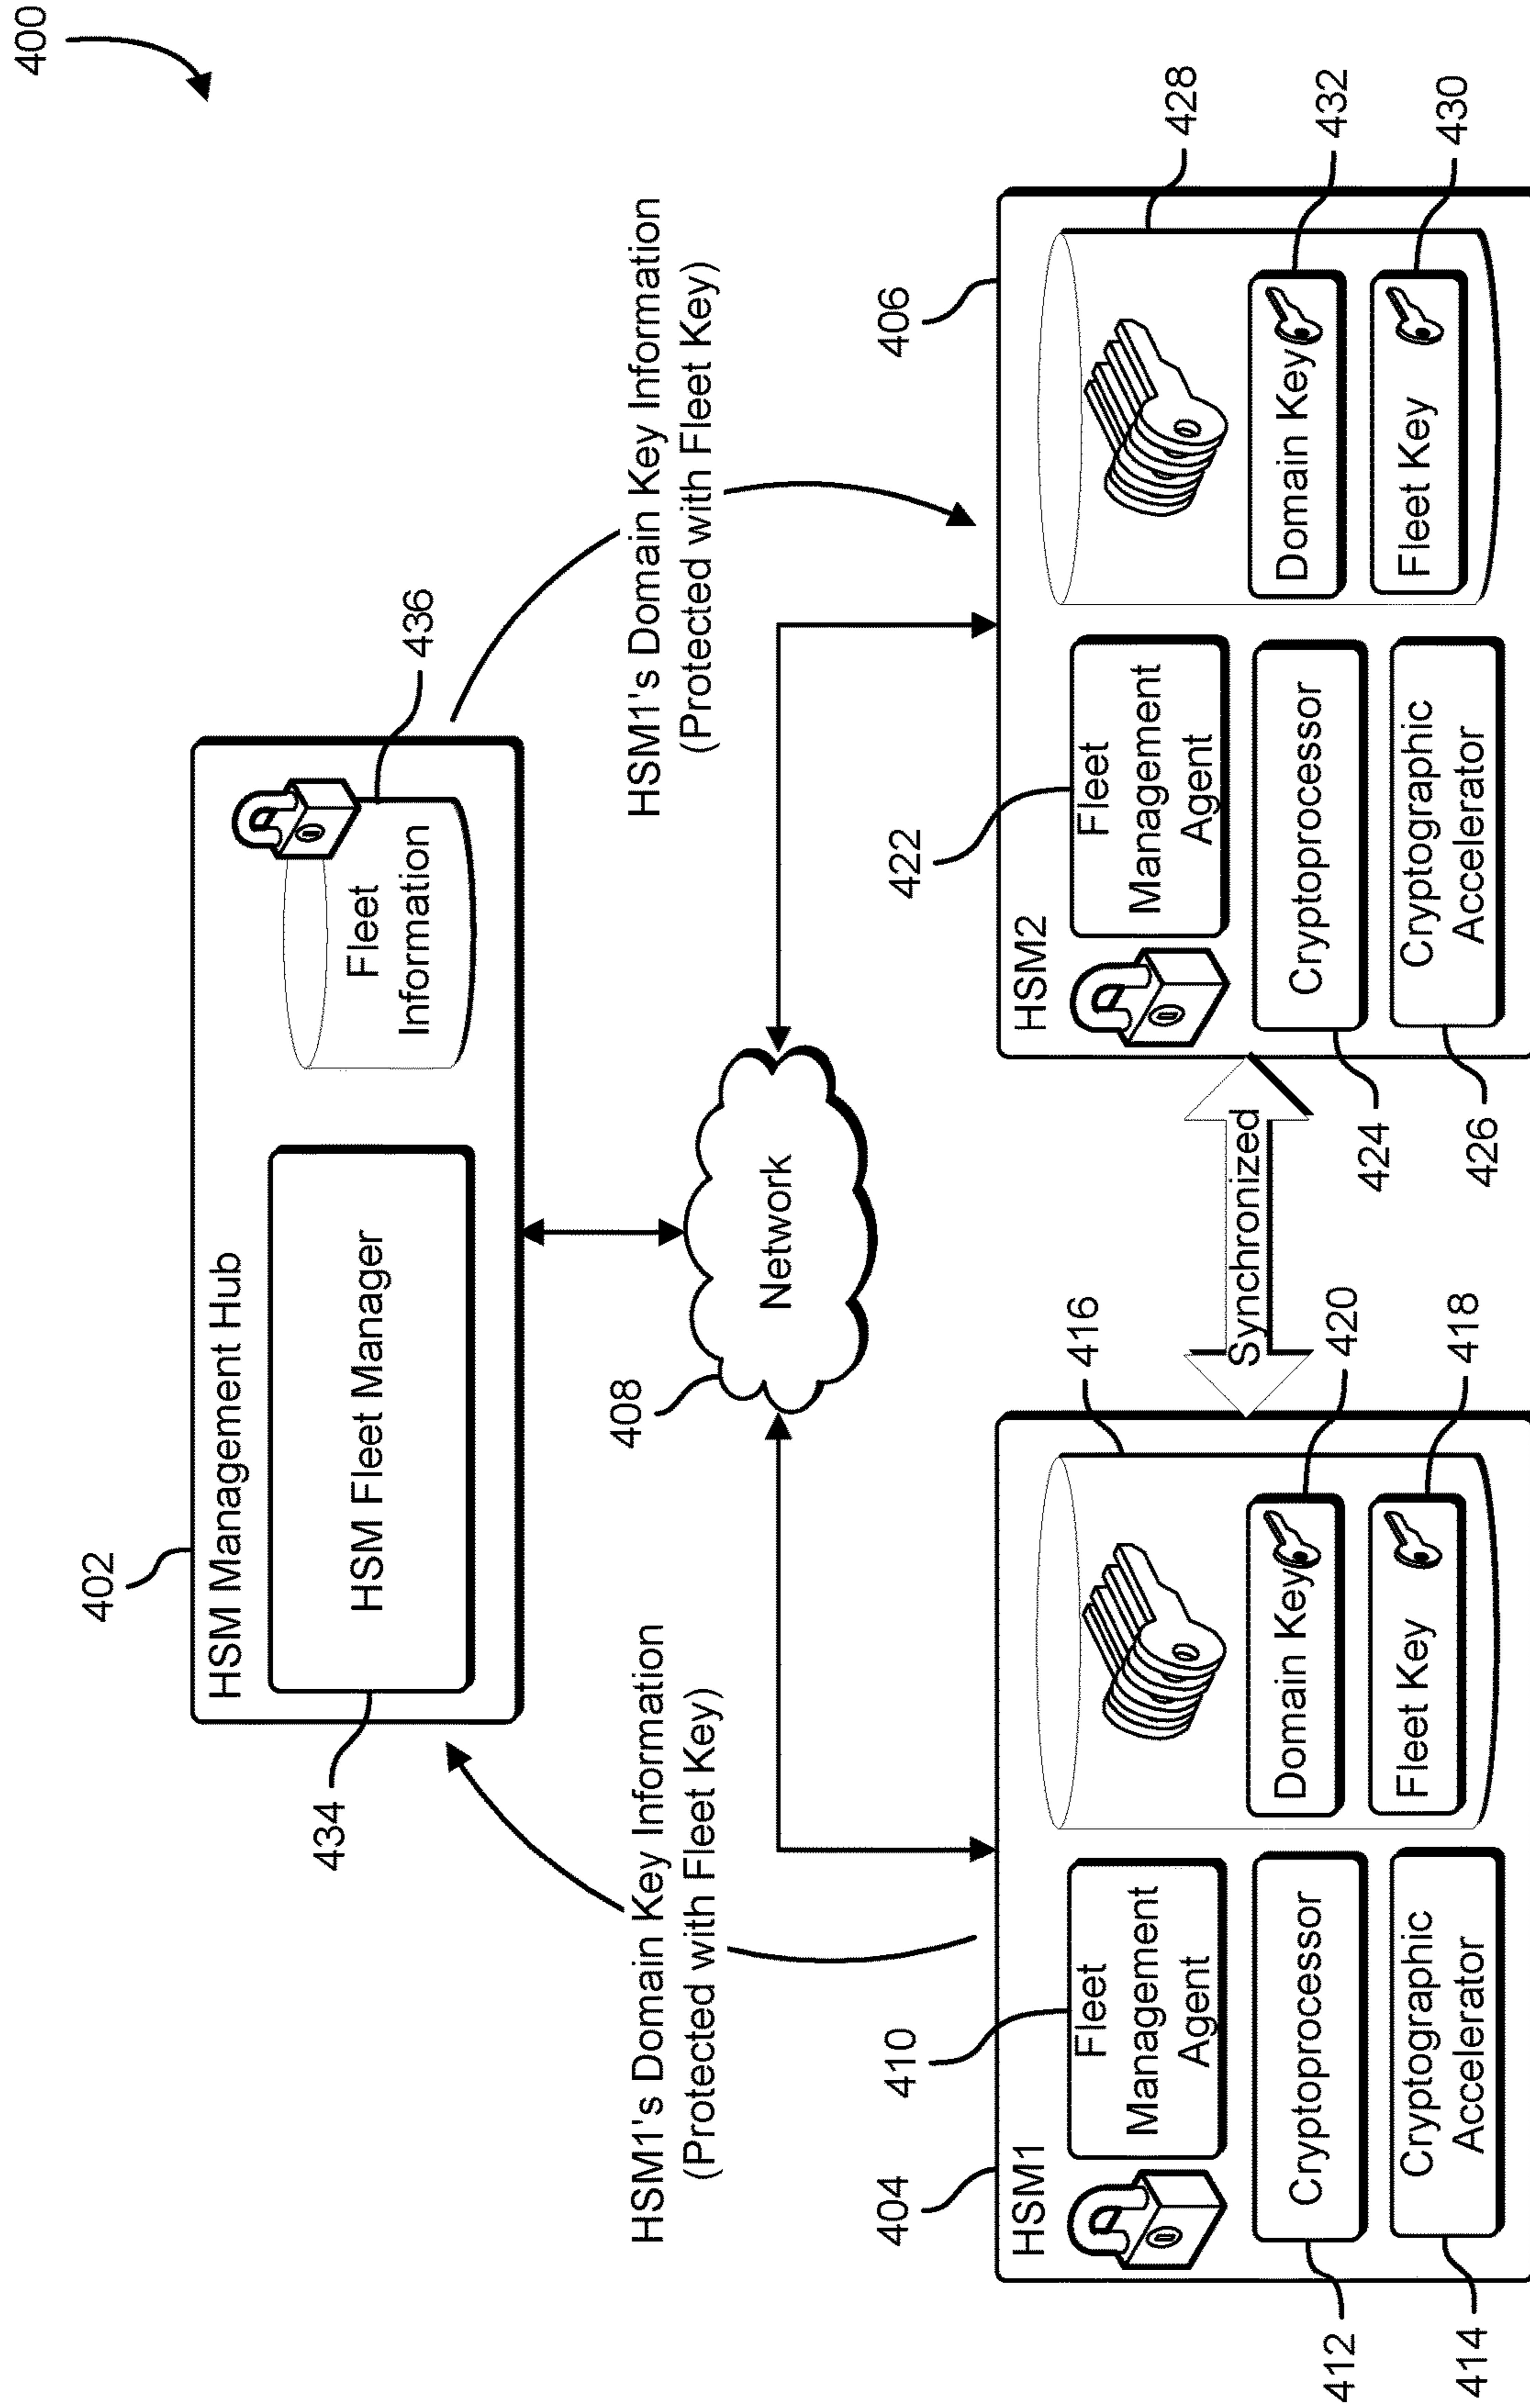 400
402
HSM Management Hub
HSM Fleet Manager
434
Fleet
Information
436
HSM1's Domain Key Information
(Protected with Fleet Key)
HSM1's Domain Key Information
(Protected with Fleet Key)
408
Network
404
HSM1
410
Fleet
Management
Agent
412
Cryptoprocessor
414
Cryptographic
Accelerator
416
Domain Key
420
Fleet Key
418
Synchronized
406
HSM2
422
Fleet
Management
Agent
424
Cryptoprocessor
426
Cryptographic
Accelerator
428
Domain Key
432
Fleet Key
430